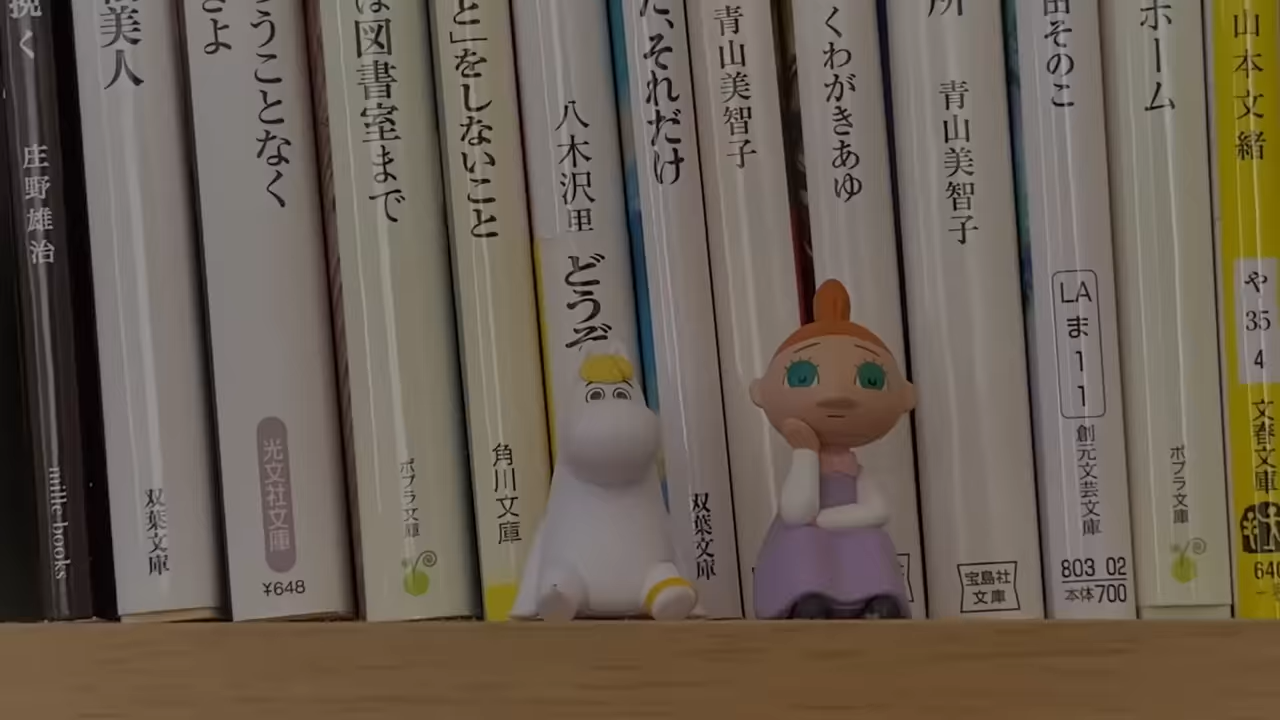 挽く
庄野雄治
mille books
美人
双葉文庫
さよ
うことなく
光文社文庫
¥648
は図書室まで
ポプラ文庫
と」をしないこと
角川文庫
八木沢里
どうぞ
た、それだけ
双葉文庫
青山美智子
くわがきあゆ
所
青山美智子
宝島社
文庫
田そのこ
LA
ま
1
1
創元文芸文庫
803 02
本体700
ホーム
ポプラ文庫
山本文緒
や
35
4
文春文庫
640